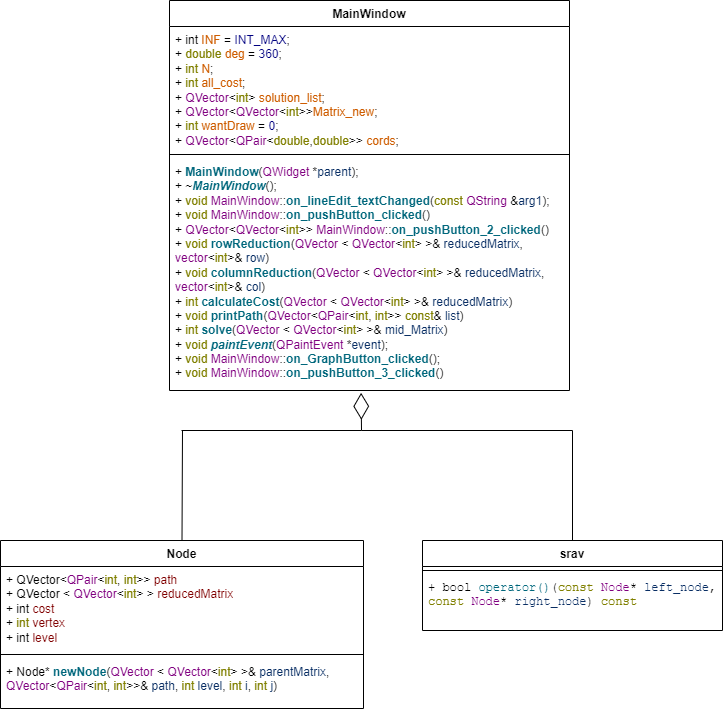 MainWindow
+ int INF = INT_MAX;
+ double deg = 360;
+ int N;
+ int all_cost;
+ QVector<int> solution_list;
+ QVector<QVector<int>>Matrix_new;
+ int wantDraw = 0;
+ QVector<QPair<double,double>> cords;
+ MainWindow(QWidget *parent);
+ ~MainWindow();
+ void MainWindow::on_lineEdit_textChanged(const QString &arg1);
+ void MainWindow::on_pushButton_clicked()
+ QVector<QVector<int>> MainWindow::on_pushButton_2_clicked()
+ void rowReduction(QVector < QVector<int> >& reducedMatrix,
vector<int>& row)
+ void columnReduction(QVector < QVector<int> >& reducedMatrix,
vector<int>& col)
+ int calculateCost(QVector < QVector<int> >& reducedMatrix)
+ void printPath(QVector<QPair<int, int>> const& list)
+ int solve(QVector < QVector<int> >& mid_Matrix)
+ void paintEvent(QPaintEvent *event);
+ void MainWindow::on_GraphButton_clicked();
+ void MainWindow::on_pushButton_3_clicked()
Node
+ QVector<QPair<int, int>> path
+ QVector < QVector<int> > reducedMatrix
+ int cost
+ int vertex
+ int level
+ Node* newNode(QVector < QVector<int> >& parentMatrix,
QVector<QPair<int, int>>& path, int level, int i, int j)
srav
+ bool operator()(const Node* left_node,
const Node* right_node) const